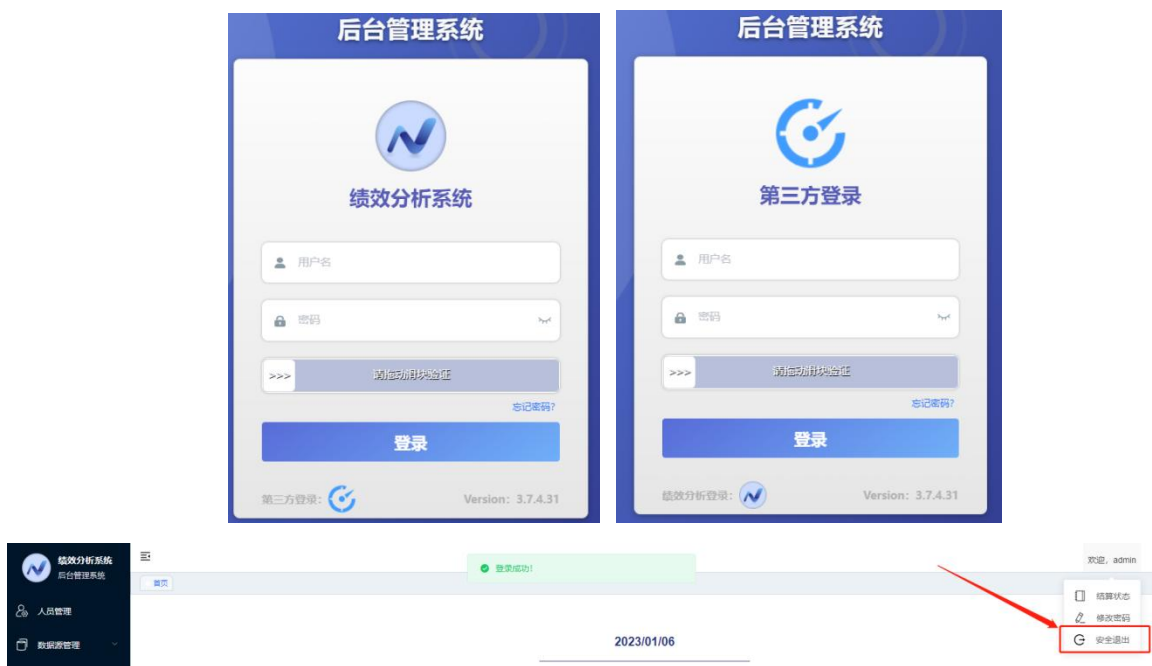 后台管理系统
绩效分析系统
用户名
密码
>>> 请拖动滑块验证
忘记密码?
登录
第三方登录: Version: 3.7.4.31
后台管理系统
第三方登录
用户名
密码
>>> 请拖动滑块验证
忘记密码?
登录
绩效分析登录: Version: 3.7.4.31
绩效分析系统
后台管理系统
登录成功!
欢迎, admin
首页
结算状态
人员管理
修改密码
数据源管理
2023/01/06
安全退出